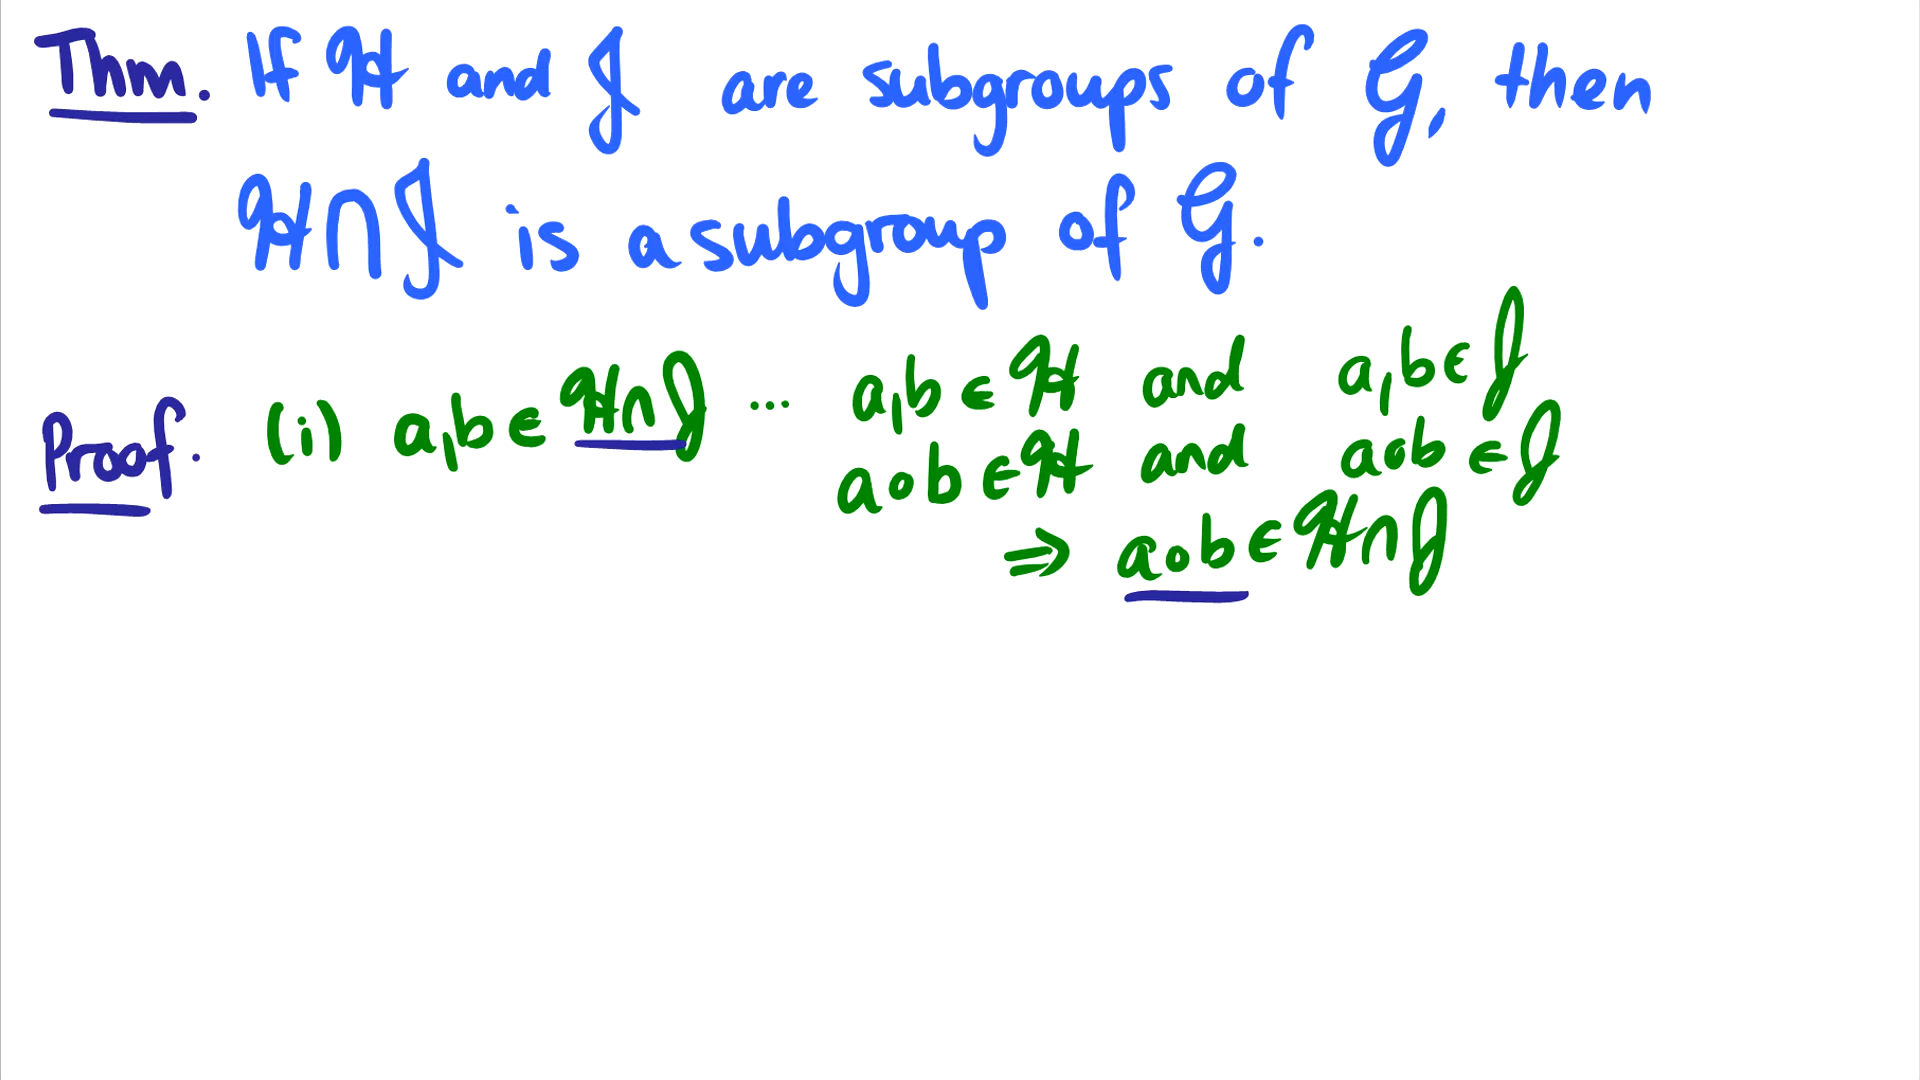 Thm. If H and J are subgroups of G, then
H∩J is a subgroup of G.
Proof. (i) a,b ∈ H∩J ... a,b ∈ H and a,b ∈ J
a∘b ∈ H and a∘b ∈ J
⇒ a∘b ∈ H∩J